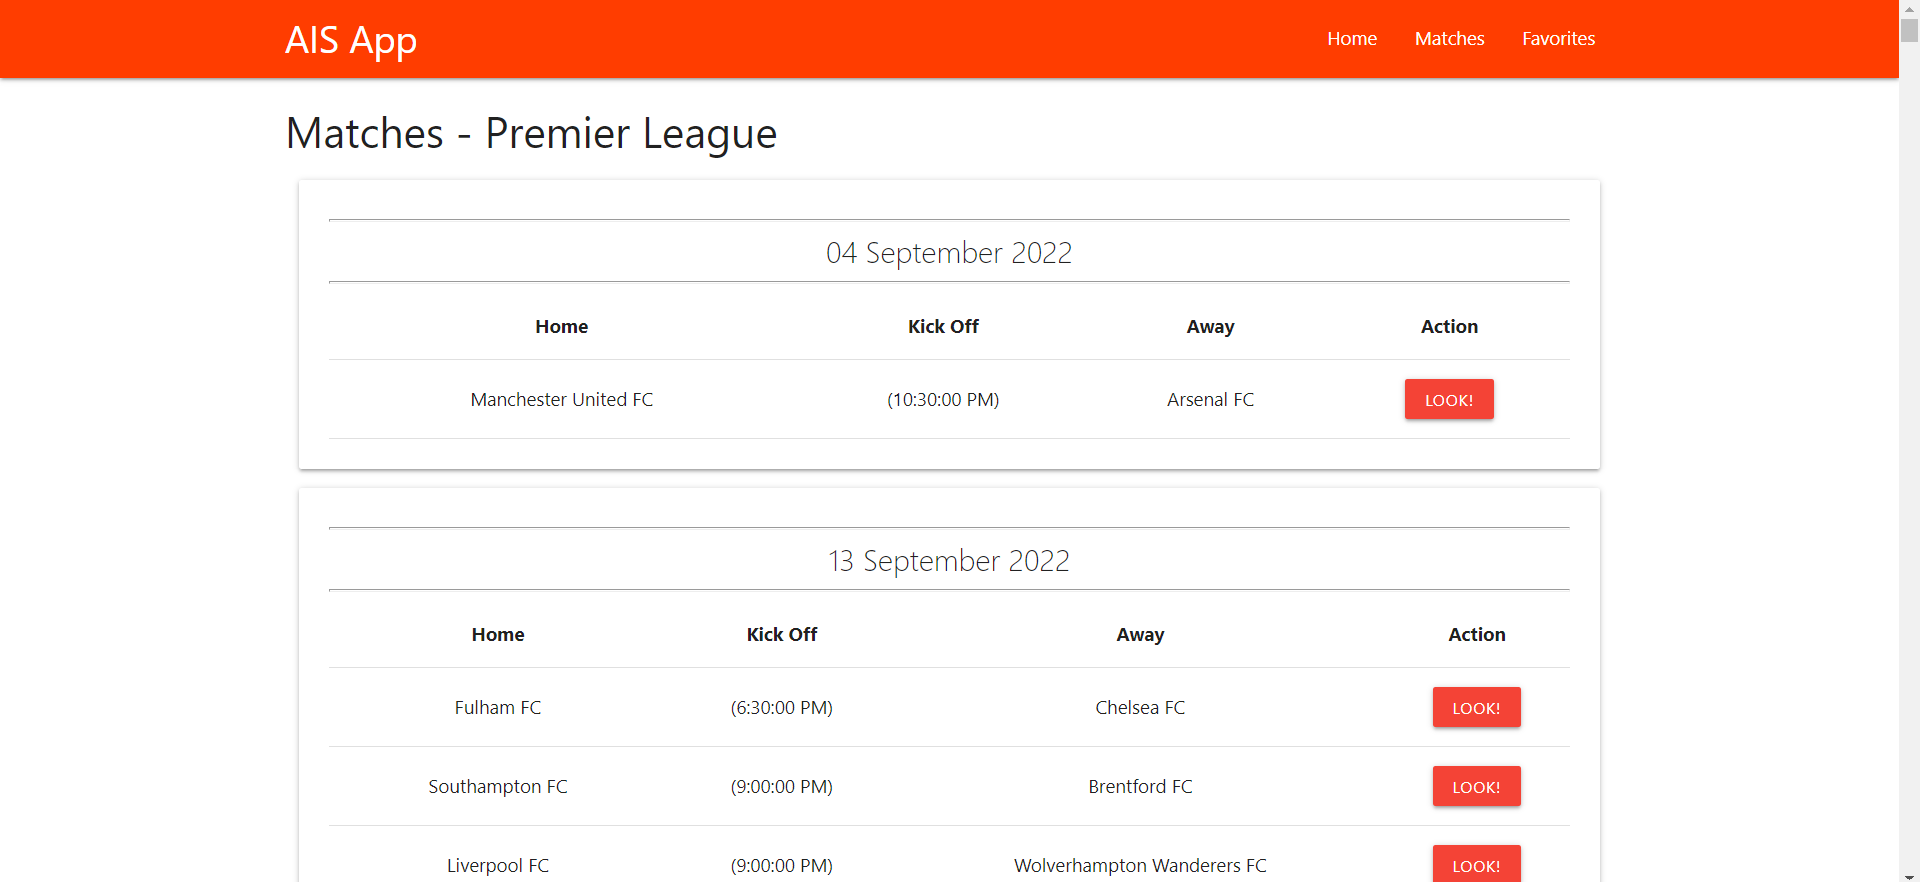 AIS App Home Matches Favorites
Matches - Premier League
04 September 2022
Home Kick Off Away Action
Manchester United FC (10:30:00 PM) Arsenal FC LOOK!
13 September 2022
Home Kick Off Away Action
Fulham FC (6:30:00 PM) Chelsea FC LOOK!
Southampton FC (9:00:00 PM) Brentford FC LOOK!
Liverpool FC (9:00:00 PM) Wolverhampton Wanderers FC LOOK!